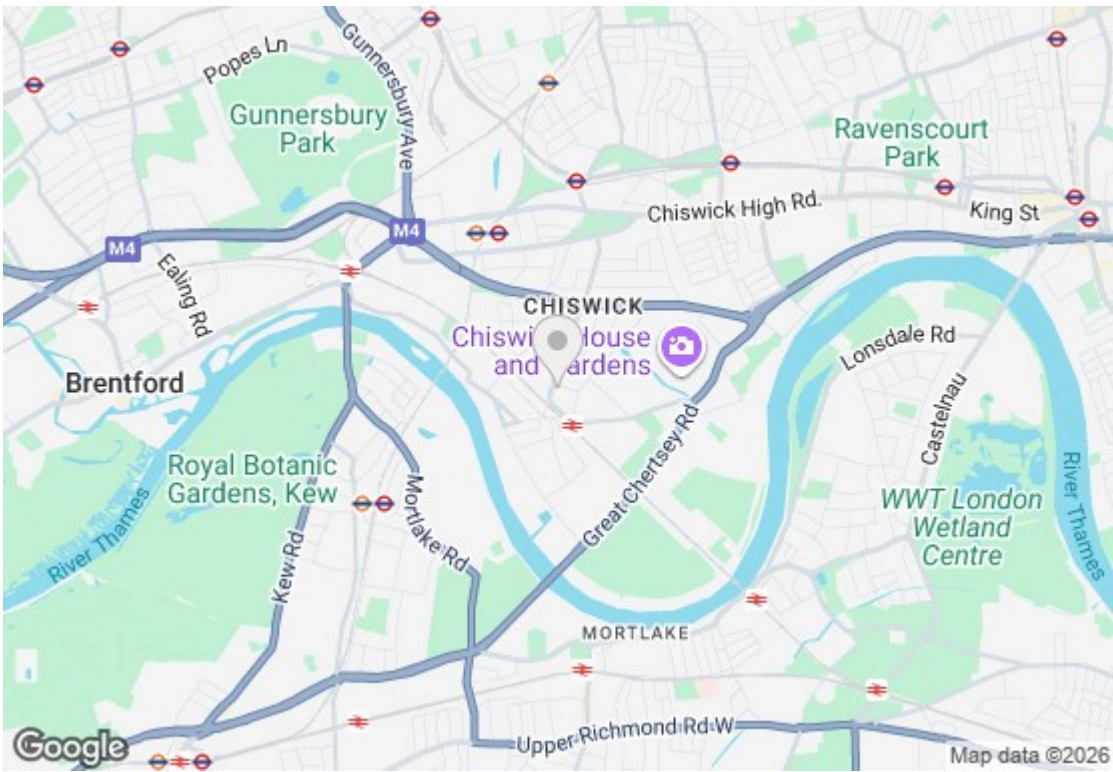 Popes Ln
Gunnersbury Ave
Gunnersbury
Park
Ravenscourt
Park
M4
M4
Chiswick High Rd.
King St
Ealing Rd
CHISWICK
Chiswick House
and Gardens
Lonsdale Rd
Brentford
Castelnau
Great Chertsey Rd
Royal Botanic
Gardens, Kew
River Thames
Kew Rd
Mortlake Rd
WWT London
Wetland
Centre
River Thames
MORTLAKE
Upper Richmond Rd W
Google
Map data ©2026